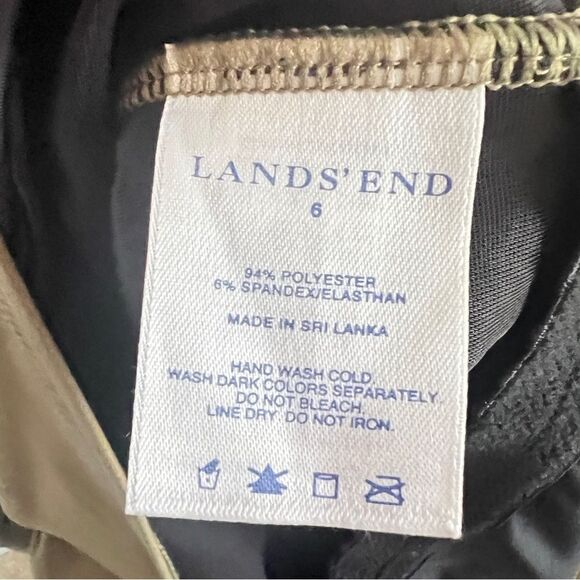 LANDS' END
6
94% POLYESTER
6% SPANDEX/ELASTHAN
MADE IN SRI LANKA
HAND WASH COLD.
WASH DARK COLORS SEPARATELY.
DO NOT BLEACH.
LINE DRY. DO NOT IRON.